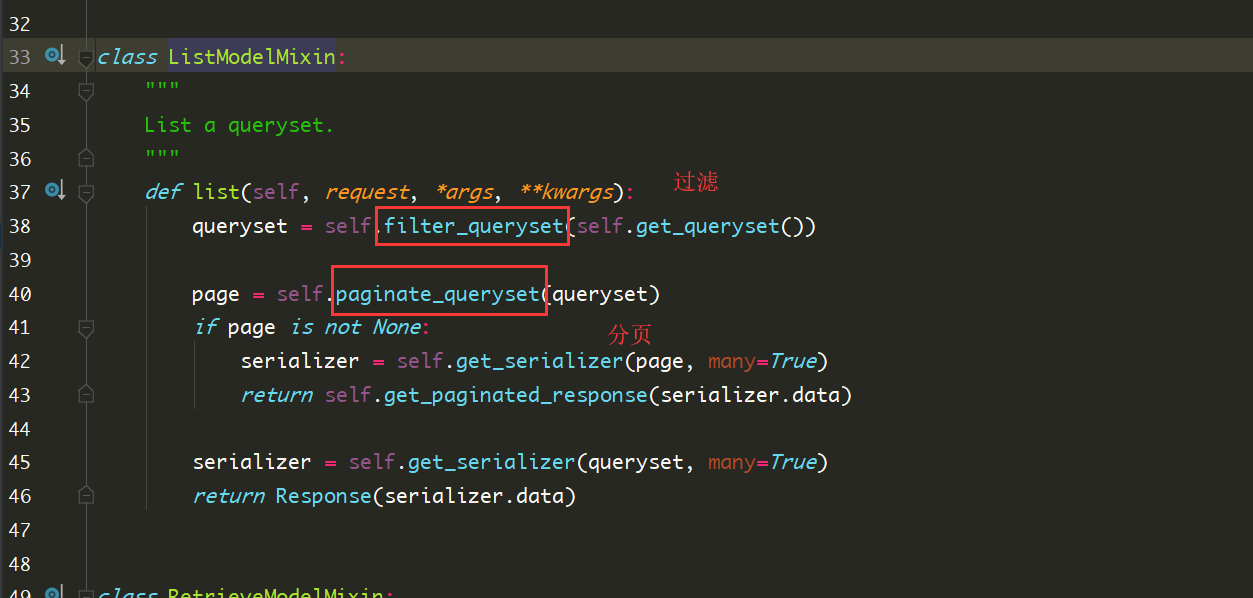 32
33 class ListModelMixin:
34 """
35 List a queryset.
36 """
过滤
37 def list(self, request, *args, **kwargs):
38 queryset = self.filter_queryset(self.get_queryset())
39
40 page = self.paginate_queryset(queryset)
41 if page is not None:
分页
42 serializer = self.get_serializer(page, many=True)
43 return self.get_paginated_response(serializer.data)
44
45 serializer = self.get_serializer(queryset, many=True)
46 return Response(serializer.data)
47
48
49 class RetrieveModelMixin: